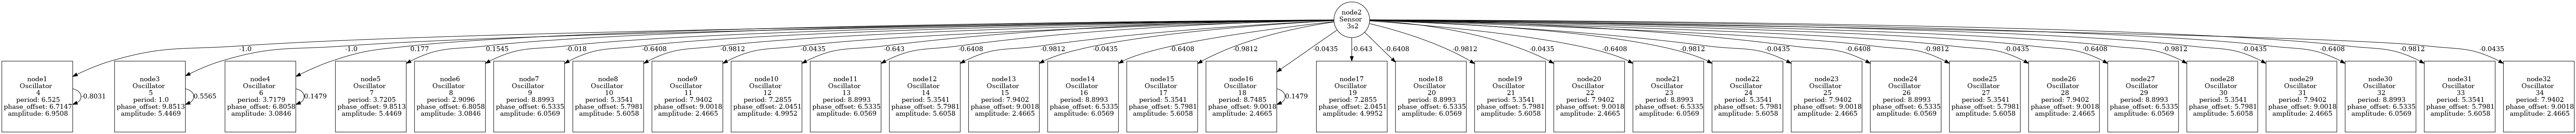 node2
Sensor
3s2
-1.0
-1.0
0.177
0.1545
-0.018
-0.6408
-0.9812
-0.0435
-0.643
-0.6408
-0.9812
-0.0435
-0.6408
-0.9812
-0.0435
-0.643
-0.6408
-0.9812
-0.0435
-0.6408
-0.9812
-0.0435
-0.6408
-0.9812
-0.0435
-0.6408
-0.9812
-0.0435
-0.6408
-0.9812
-0.0435
node1
Oscillator
4
period: 6.525
phase_offset: 6.7147
amplitude: 6.9508
-0.8031
node3
Oscillator
5
period: 1.0
phase_offset: 9.8513
amplitude: 5.4469
0.5565
node4
Oscillator
6
period: 3.7179
phase_offset: 6.8058
amplitude: 3.0846
0.1479
node5
Oscillator
7
period: 3.7205
phase_offset: 9.8513
amplitude: 5.4469
node6
Oscillator
8
period: 2.9096
phase_offset: 6.8058
amplitude: 3.0846
node7
Oscillator
9
period: 8.8993
phase_offset: 6.5335
amplitude: 6.0569
node8
Oscillator
10
period: 5.3541
phase_offset: 5.7981
amplitude: 5.6058
node9
Oscillator
11
period: 7.9402
phase_offset: 9.0018
amplitude: 2.4665
node10
Oscillator
12
period: 7.2855
phase_offset: 2.0451
amplitude: 4.9952
node11
Oscillator
13
period: 8.8993
phase_offset: 6.5335
amplitude: 6.0569
node12
Oscillator
14
period: 5.3541
phase_offset: 5.7981
amplitude: 5.6058
node13
Oscillator
15
period: 7.9402
phase_offset: 9.0018
amplitude: 2.4665
node14
Oscillator
16
period: 8.8993
phase_offset: 6.5335
amplitude: 6.0569
node15
Oscillator
17
period: 5.3541
phase_offset: 5.7981
amplitude: 5.6058
node16
Oscillator
18
period: 8.7485
phase_offset: 9.0018
amplitude: 2.4665
0.1479
node17
Oscillator
19
period: 7.2855
phase_offset: 2.0451
amplitude: 4.9952
node18
Oscillator
20
period: 8.8993
phase_offset: 6.5335
amplitude: 6.0569
node19
Oscillator
21
period: 5.3541
phase_offset: 5.7981
amplitude: 5.6058
node20
Oscillator
22
period: 7.9402
phase_offset: 9.0018
amplitude: 2.4665
node21
Oscillator
23
period: 8.8993
phase_offset: 6.5335
amplitude: 6.0569
node22
Oscillator
24
period: 5.3541
phase_offset: 5.7981
amplitude: 5.6058
node23
Oscillator
25
period: 7.9402
phase_offset: 9.0018
amplitude: 2.4665
node24
Oscillator
26
period: 8.8993
phase_offset: 6.5335
amplitude: 6.0569
node25
Oscillator
27
period: 5.3541
phase_offset: 5.7981
amplitude: 5.6058
node26
Oscillator
28
period: 7.9402
phase_offset: 9.0018
amplitude: 2.4665
node27
Oscillator
29
period: 8.8993
phase_offset: 6.5335
amplitude: 6.0569
node28
Oscillator
30
period: 5.3541
phase_offset: 5.7981
amplitude: 5.6058
node29
Oscillator
31
period: 7.9402
phase_offset: 9.0018
amplitude: 2.4665
node30
Oscillator
32
period: 8.8993
phase_offset: 6.5335
amplitude: 6.0569
node31
Oscillator
33
period: 5.3541
phase_offset: 5.7981
amplitude: 5.6058
node32
Oscillator
34
period: 7.9402
phase_offset: 9.0018
amplitude: 2.4665